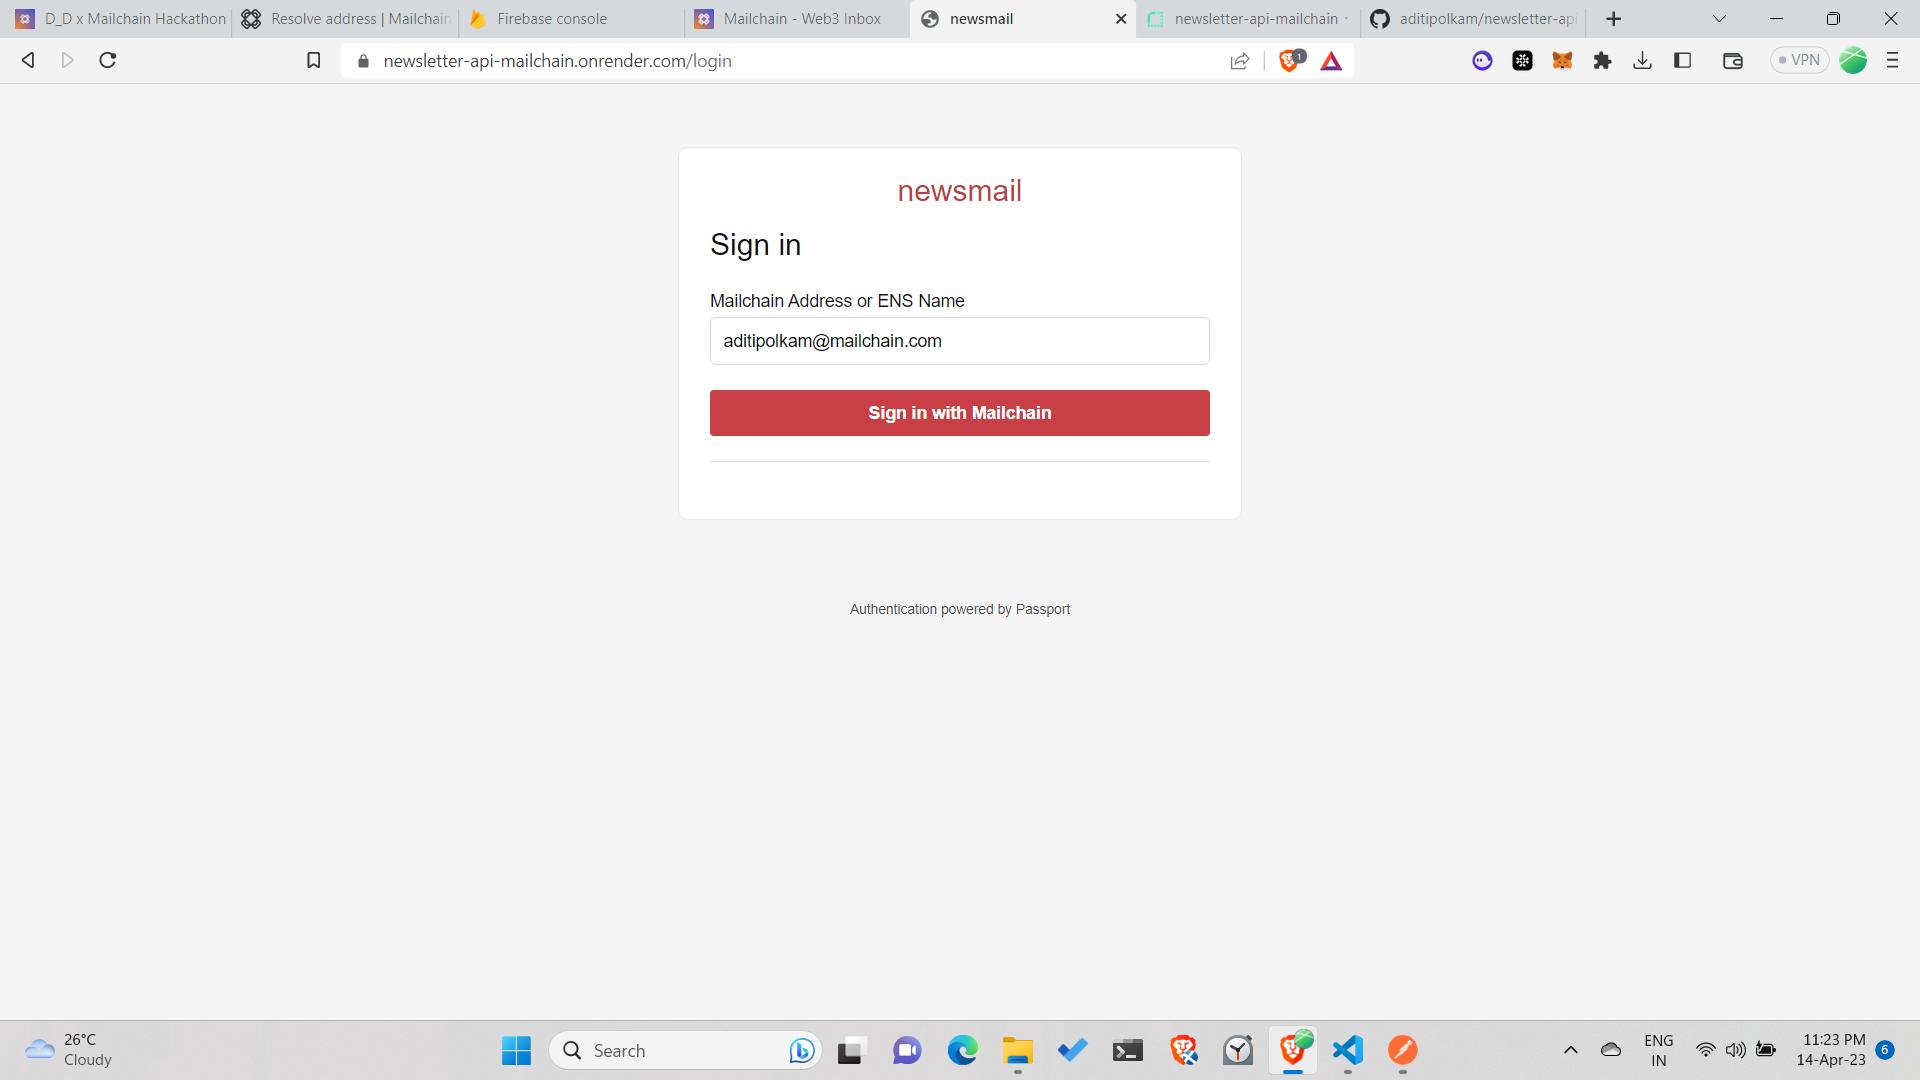 D_D x Mailchain Hackathon
Resolve address | Mailchain
Firebase console
Mailchain - Web3 Inbox
newsmail
newsletter-api-mailchain
aditipolkam/newsletter-api
newsletter-api-mailchain.onrender.com/login
1
VPN
newsmail
Sign in
Mailchain Address or ENS Name
aditipolkam@mailchain.com
Sign in with Mailchain
Authentication powered by Passport
26°C
Cloudy
Search
ENG
IN
11:23 PM
14-Apr-23
6